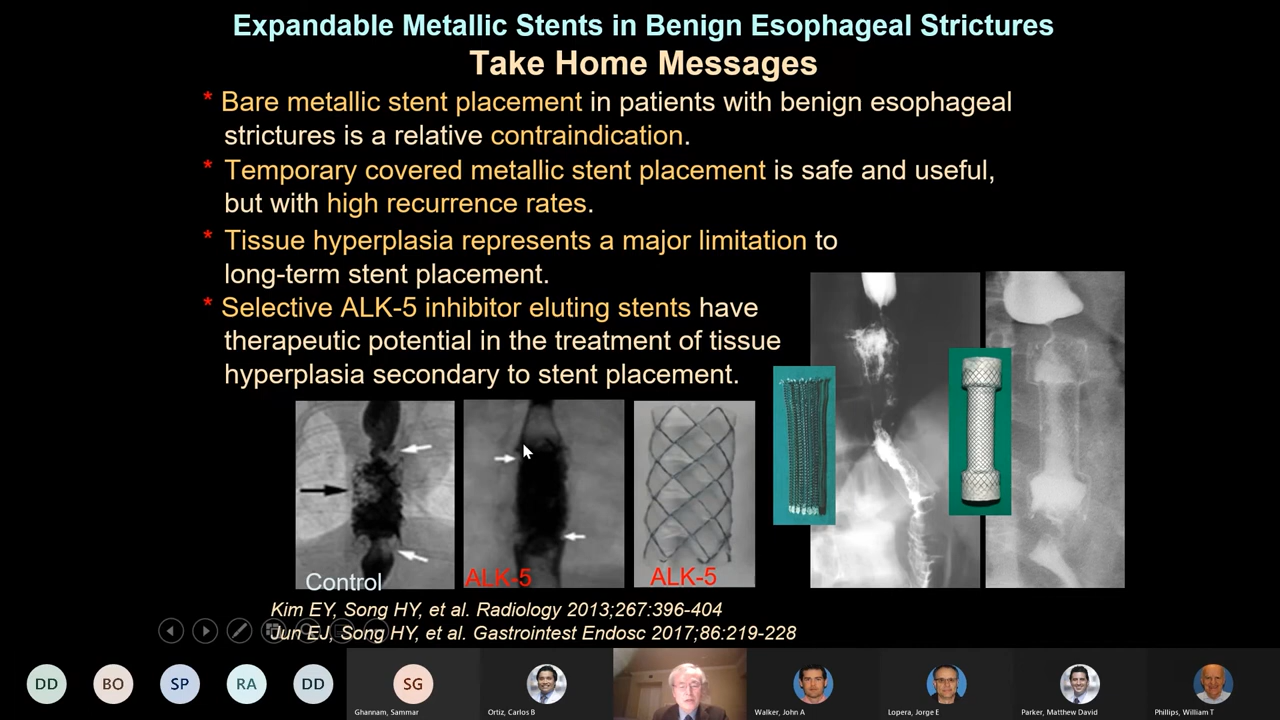 Expandable Metallic Stents in Benign Esophageal Strictures
Take Home Messages
* Bare metallic stent placement in patients with benign esophageal
strictures is a relative contraindication.
* Temporary covered metallic stent placement is safe and useful,
but with high recurrence rates.
* Tissue hyperplasia represents a major limitation to
long-term stent placement.
* Selective ALK-5 inhibitor eluting stents have
therapeutic potential in the treatment of tissue
hyperplasia secondary to stent placement.
Control
ALK-5
ALK-5
Kim EY, Song HY, et al. Radiology 2013;267:396-404
Jun EJ, Song HY, et al. Gastrointest Endosc 2017;86:219-228
DD
BO
SP
RA
DD
SG
Ghannam, Sammar
Ortiz, Carlos B
Walker, John A
Lopera, Jorge E
Parker, Matthew David
Phillips, William T